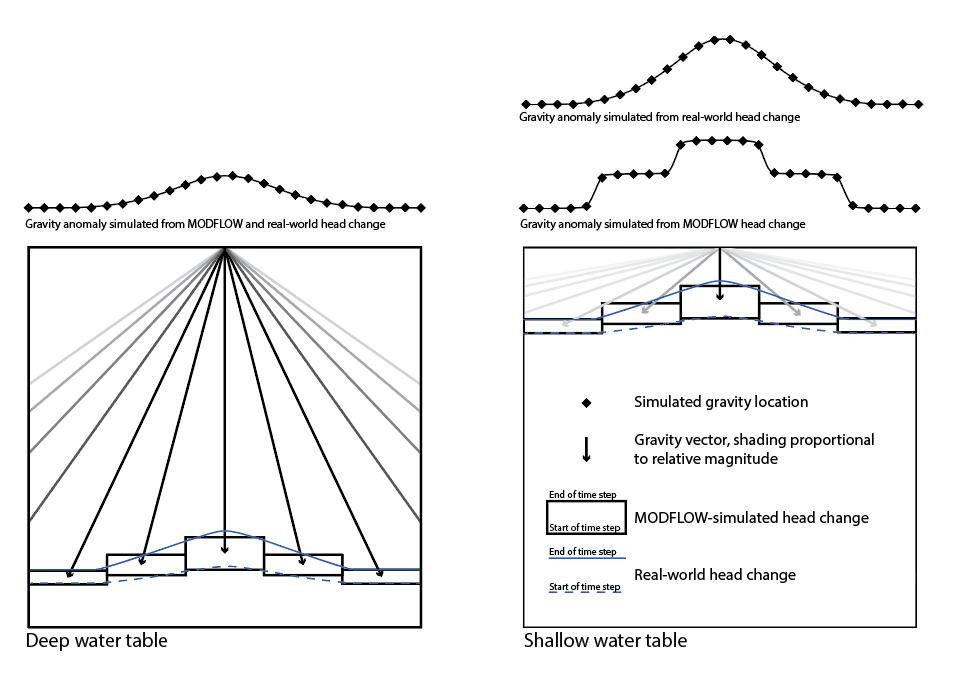 Gravity anomaly simulated from real-world head change
Gravity anomaly simulated from MODFLOW and real-world head change
Gravity anomaly simulated from MODFLOW head change
Simulated gravity location
Gravity vector, shading proportional
to relative magnitude
End of time step
Start of time step
MODFLOW-simulated head change
End of time step
Start of time step
Real-world head change
Deep water table
Shallow water table